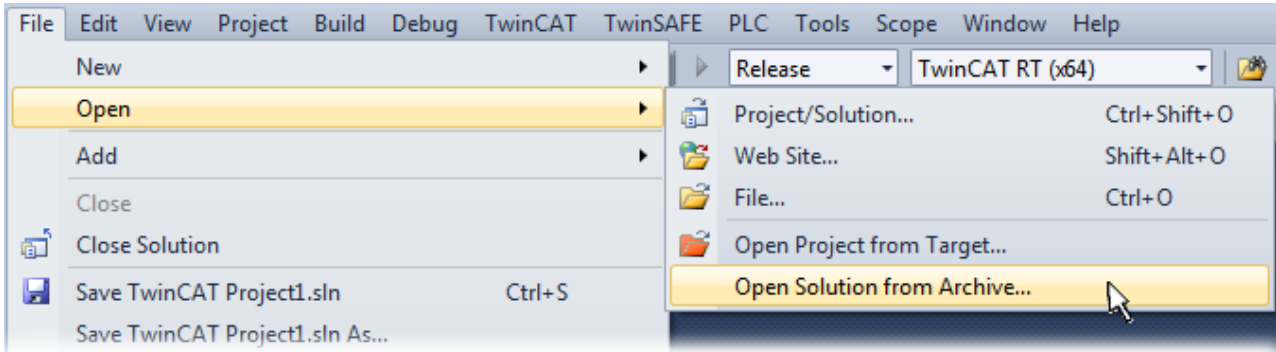 File Edit View Project Build Debug TwinCAT TwinSAFE PLC Tools Scope Window Help
New
Release
TwinCAT RT (x64)
Open
Project/Solution... Ctrl+Shift+O
Add
Web Site... Shift+Alt+O
Close
File... Ctrl+O
Close Solution
Open Project from Target...
Save TwinCAT Project1.sln Ctrl+S
Open Solution from Archive...
Save TwinCAT Project1.sln As...